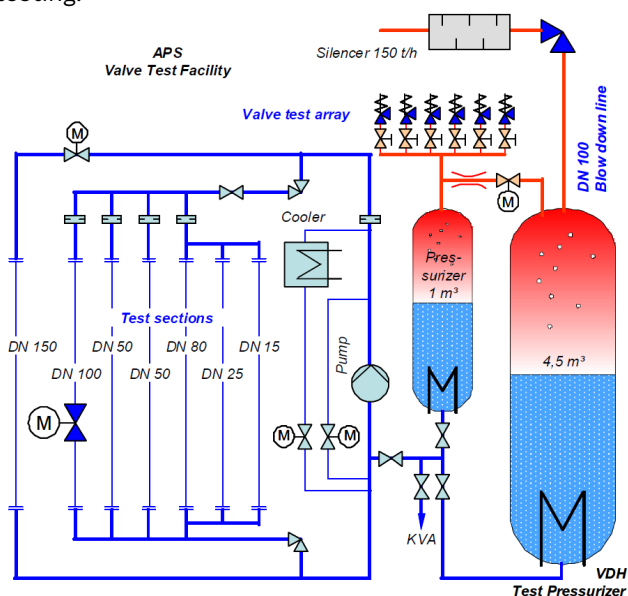 APS
Valve Test Facility
Silencer 150 t/h
Valve test array
DN 100
Blow down line
M
M
Cooler
Pres-
surizer
1 m³
Test sections
DN 150
DN 100
DN 50
DN 50
DN 80
DN 25
DN 15
Pump
4,5 m³
M
M
M
KVA
VDH
Test Pressurizer